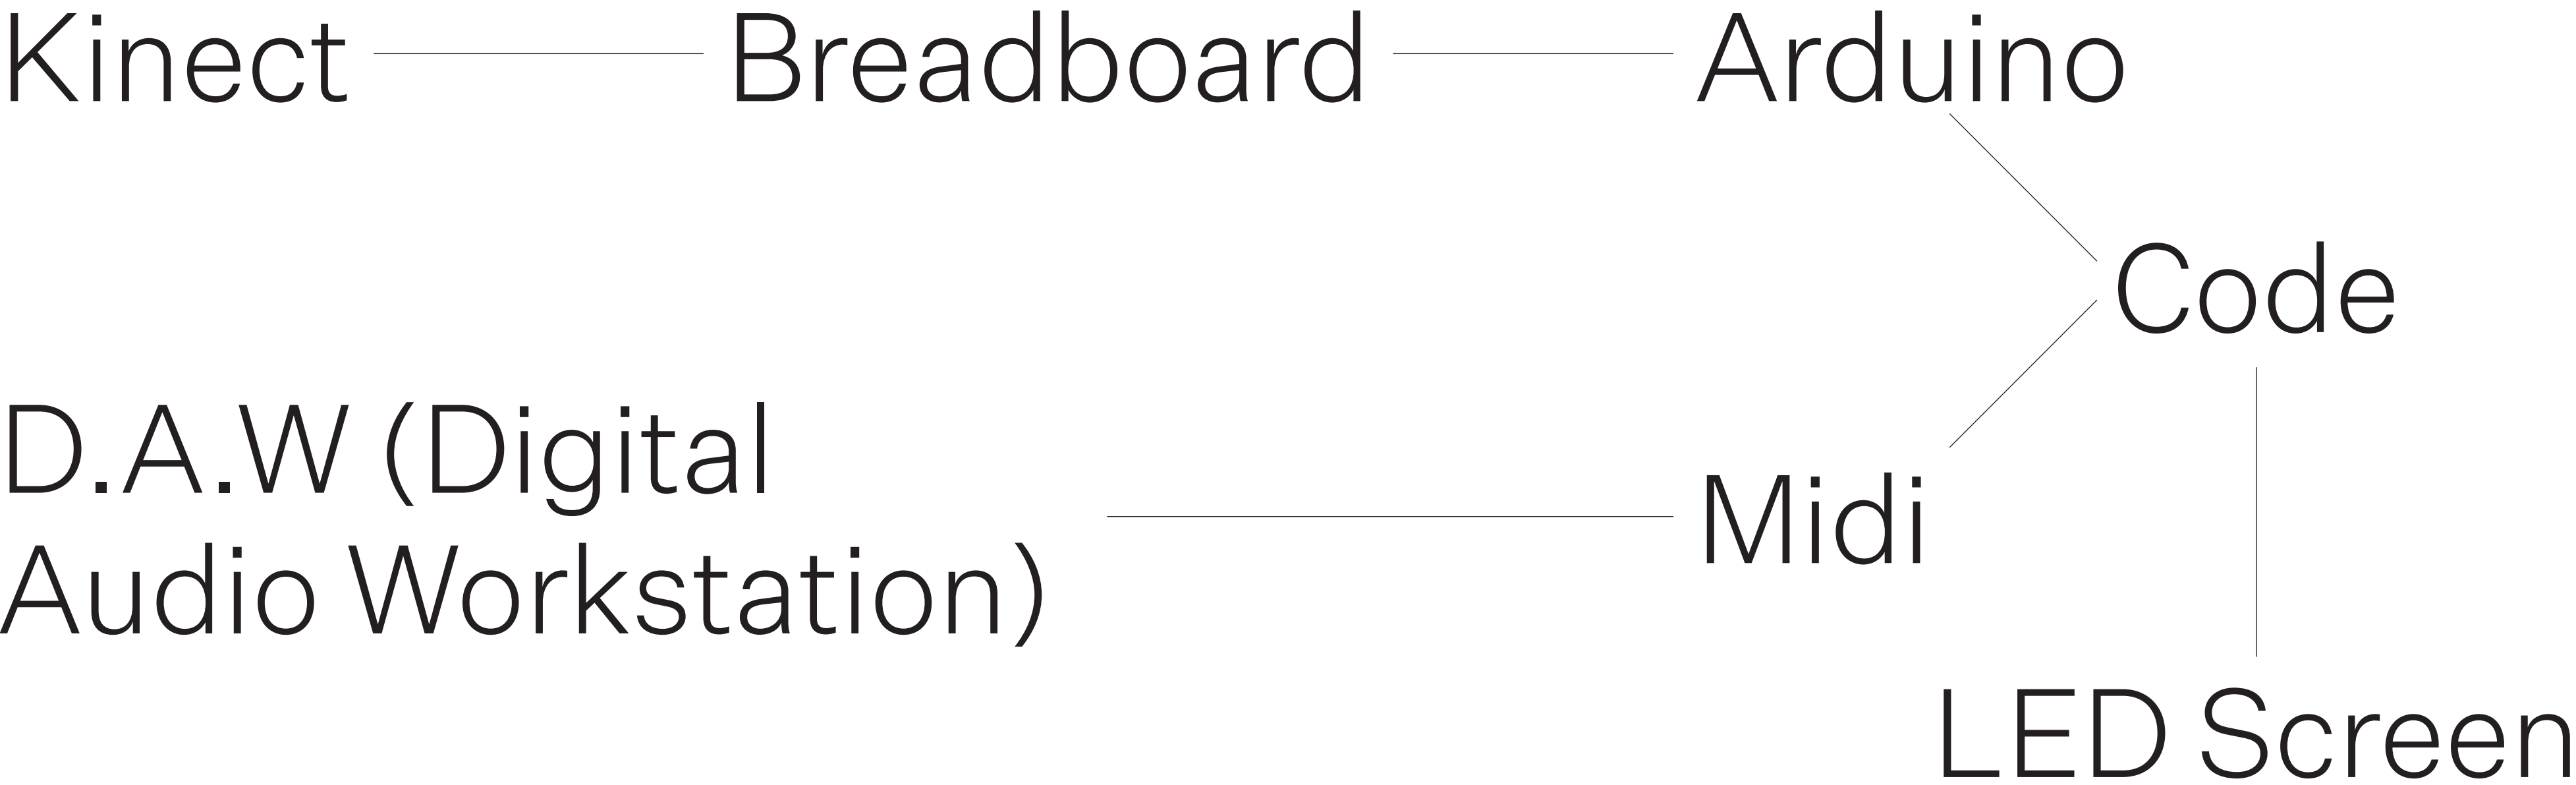 Kinect
Breadboard
Arduino
Code
D.A.W (Digital
Audio Workstation)
Midi
LED Screen